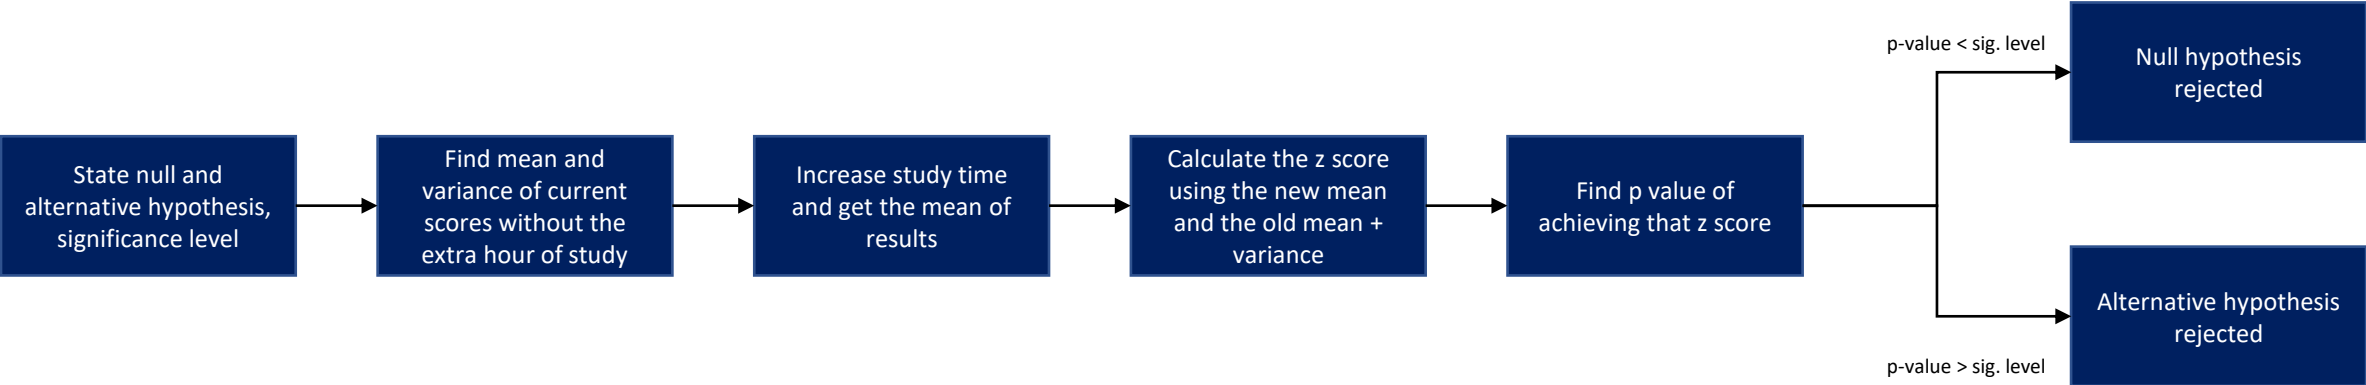 State null and
alternative hypothesis,
significance level
Find mean and
variance of current
scores without the
extra hour of study
Increase study time
and get the mean of
results
Calculate the z score
using the new mean
and the old mean +
variance
Find p value of
achieving that z score
p-value < sig. level
Null hypothesis
rejected
Alternative hypothesis
rejected
p-value > sig. level